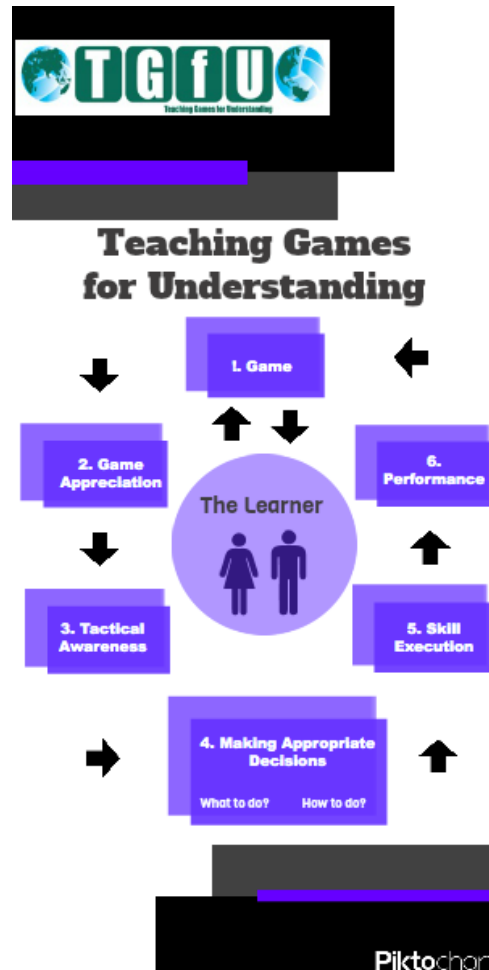 TGfU
Teaching Games for Understanding
Teaching Games
for Understanding
1. Game
2. Game
Appreciation
6.
Performance
The Learner
3. Tactical
Awareness
5. Skill
Execution
4. Making Appropriate
Decisions
What to do? How to do?
Piktochar